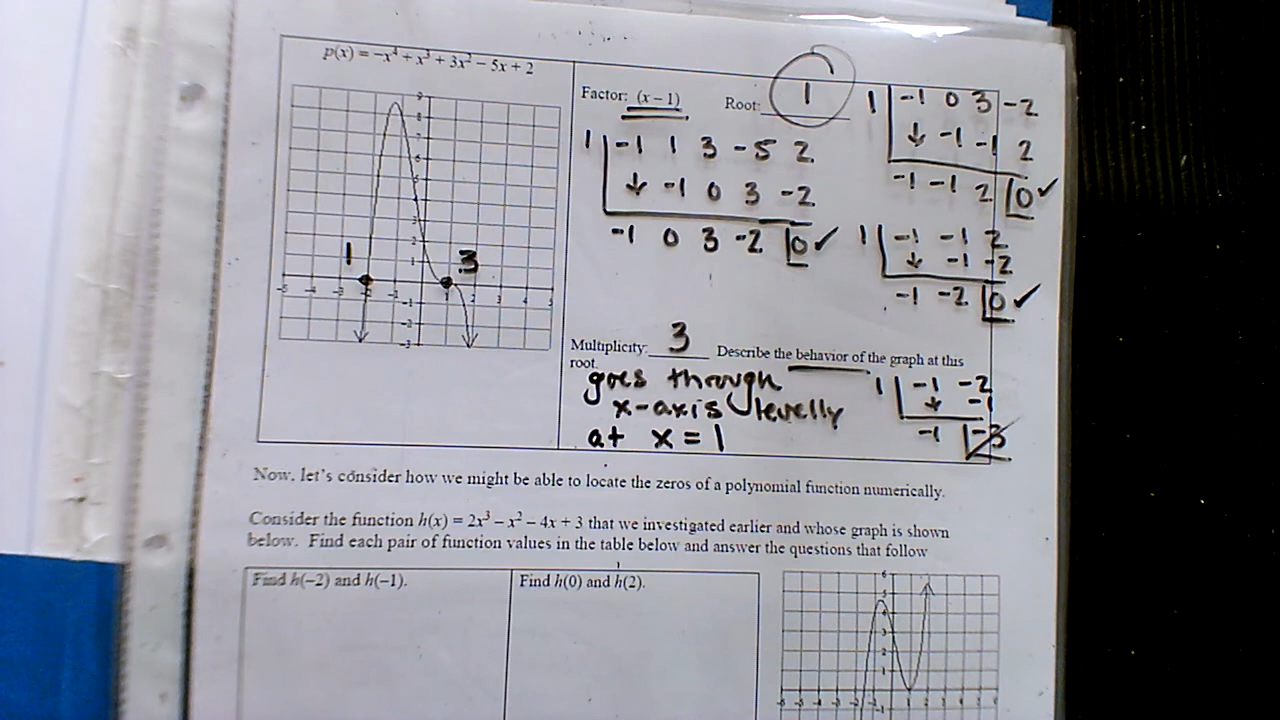 p(x) = −x⁴ + x³ + 3x² − 5x + 2
Factor: (x − 1) Root: 1
1 | -1 1 3 -5 2
↓ -1 0 3 -2
-1 0 3 -2 | 0 ✓
1 | -1 0 3 -2
↓ -1 -1 2
-1 -1 2 | 0 ✓
1 | -1 -1 2
↓ -1 -2
-1 -2 | 0 ✓
1 3
Multiplicity: 3 Describe the behavior of the graph at this
root.
goes through
x-axis levelly
at x = 1
1 | -1 -2
↓ -1
-1 | -3
Now, let's consider how we might be able to locate the zeros of a polynomial function numerically.
Consider the function h(x) = 2x³ − x² − 4x + 3 that we investigated earlier and whose graph is shown
below. Find each pair of function values in the table below and answer the questions that follow
Find h(−2) and h(−1). Find h(0) and h(2).